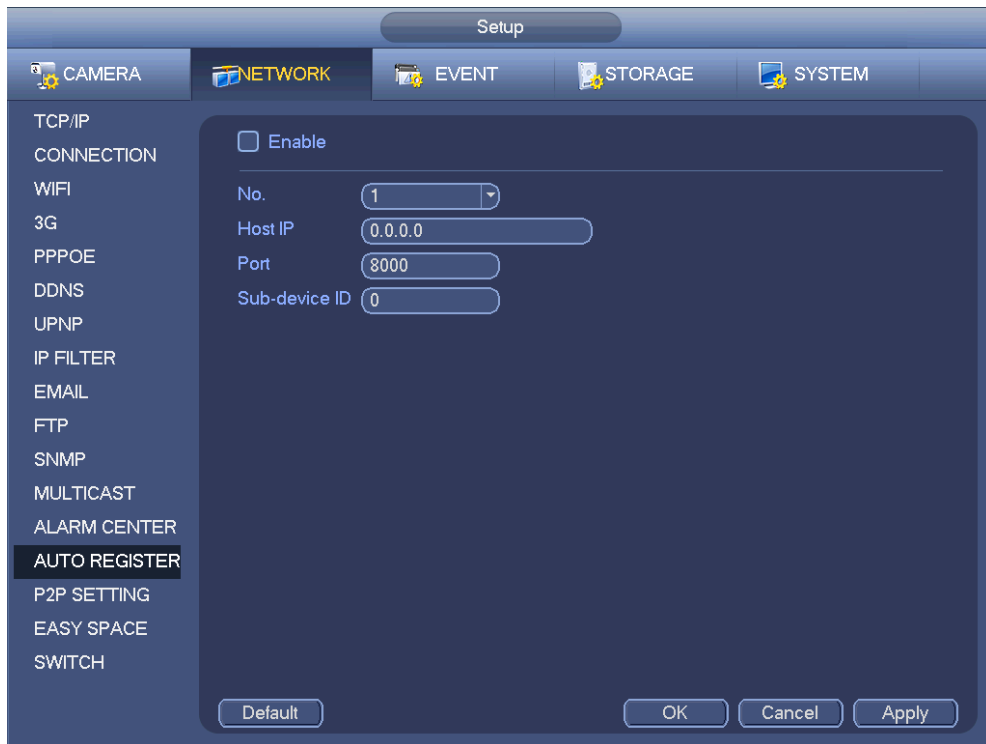 Setup
CAMERA NETWORK EVENT STORAGE SYSTEM
TCP/IP
CONNECTION
WIFI
3G
PPPOE
DDNS
UPNP
IP FILTER
EMAIL
FTP
SNMP
MULTICAST
ALARM CENTER
AUTO REGISTER
P2P SETTING
EASY SPACE
SWITCH
Enable
No. 1
Host IP 0.0.0.0
Port 8000
Sub-device ID 0
Default OK Cancel Apply